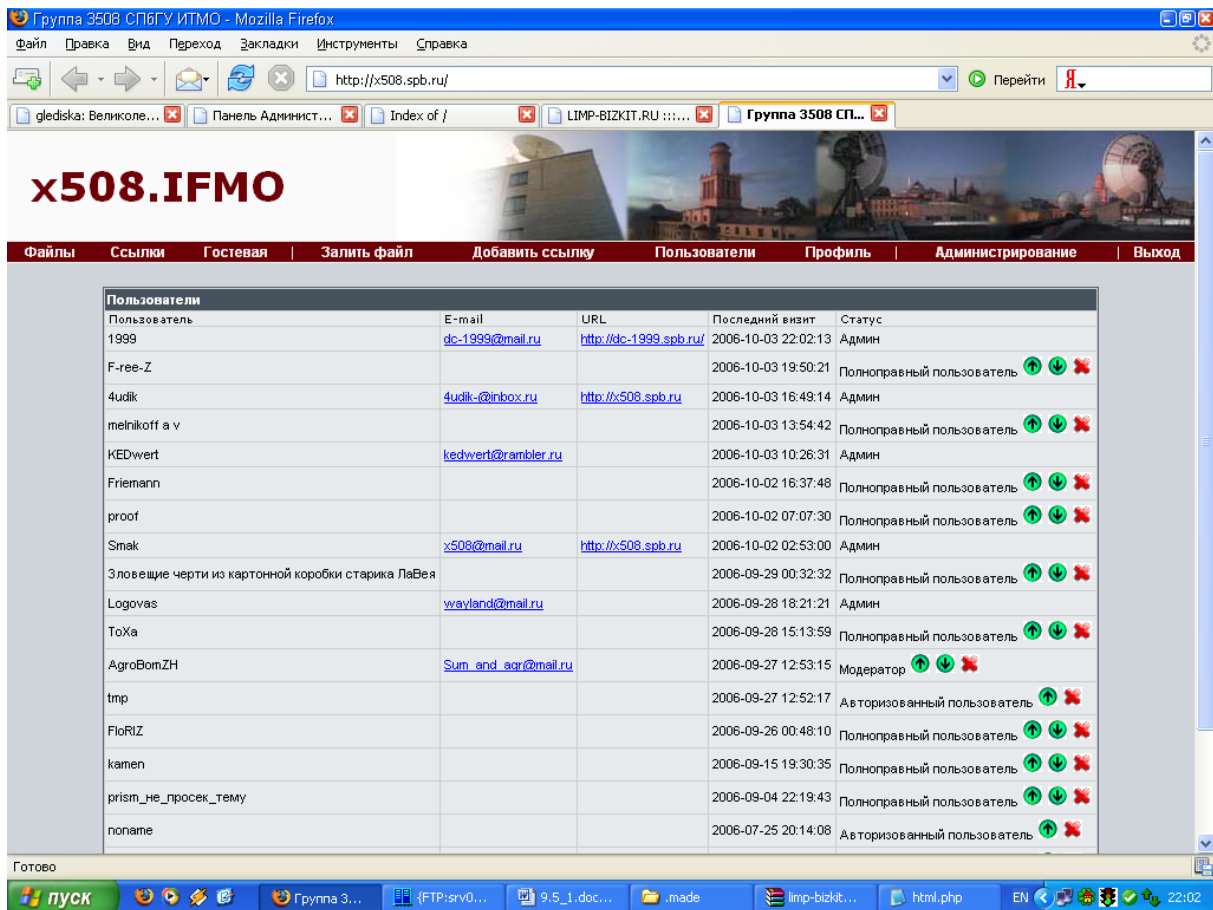 Группа 3508 СПбГУ ИТМО - Mozilla Firefox
Файл Правка Вид Переход Закладки Инструменты Справка
http://x508.spb.ru/ Перейти Я
glediska: Великоле... Панель Админист... Index of / LIMP-BIZKIT.RU :::... Группа 3508 СП...
x508.IFMO
Файлы Ссылки Гостевая | Залить файл Добавить ссылку Пользователи Профиль | Администрирование | Выход
Пользователи
Пользователь E-mail URL Последний визит Статус
1999 dc-1999@mail.ru http://dc-1999.spb.ru/ 2006-10-03 22:02:13 Админ
F-ree-Z 2006-10-03 19:50:21 Полноправный пользователь
4udik 4udik-@inbox.ru http://x508.spb.ru 2006-10-03 16:49:14 Админ
melnikoff a v 2006-10-03 13:54:42 Полноправный пользователь
KEDwert kedwert@rambler.ru 2006-10-03 10:26:31 Админ
Friemann 2006-10-02 16:37:48 Полноправный пользователь
proof 2006-10-02 07:07:30 Полноправный пользователь
Smak x508@mail.ru http://x508.spb.ru 2006-10-02 02:53:00 Админ
Зловещие черти из картонной коробки старика ЛаВея 2006-09-29 00:32:32 Полноправный пользователь
Logovas wayland@mail.ru 2006-09-28 18:21:21 Админ
ToXa 2006-09-28 15:13:59 Полноправный пользователь
AgroBomZH Sum_and_agr@mail.ru 2006-09-27 12:53:15 Модератор
tmp 2006-09-27 12:52:17 Авторизованный пользователь
FloRIZ 2006-09-26 00:48:10 Полноправный пользователь
kamen 2006-09-15 19:30:35 Полноправный пользователь
prism_не_просек_тему 2006-09-04 22:19:43 Полноправный пользователь
noname 2006-07-25 20:14:08 Авторизованный пользователь
Готово
пуск Группа 3... {FTP:srv0... 9.5_1.doc... .made limp-bizkit... html.php EN 22:02